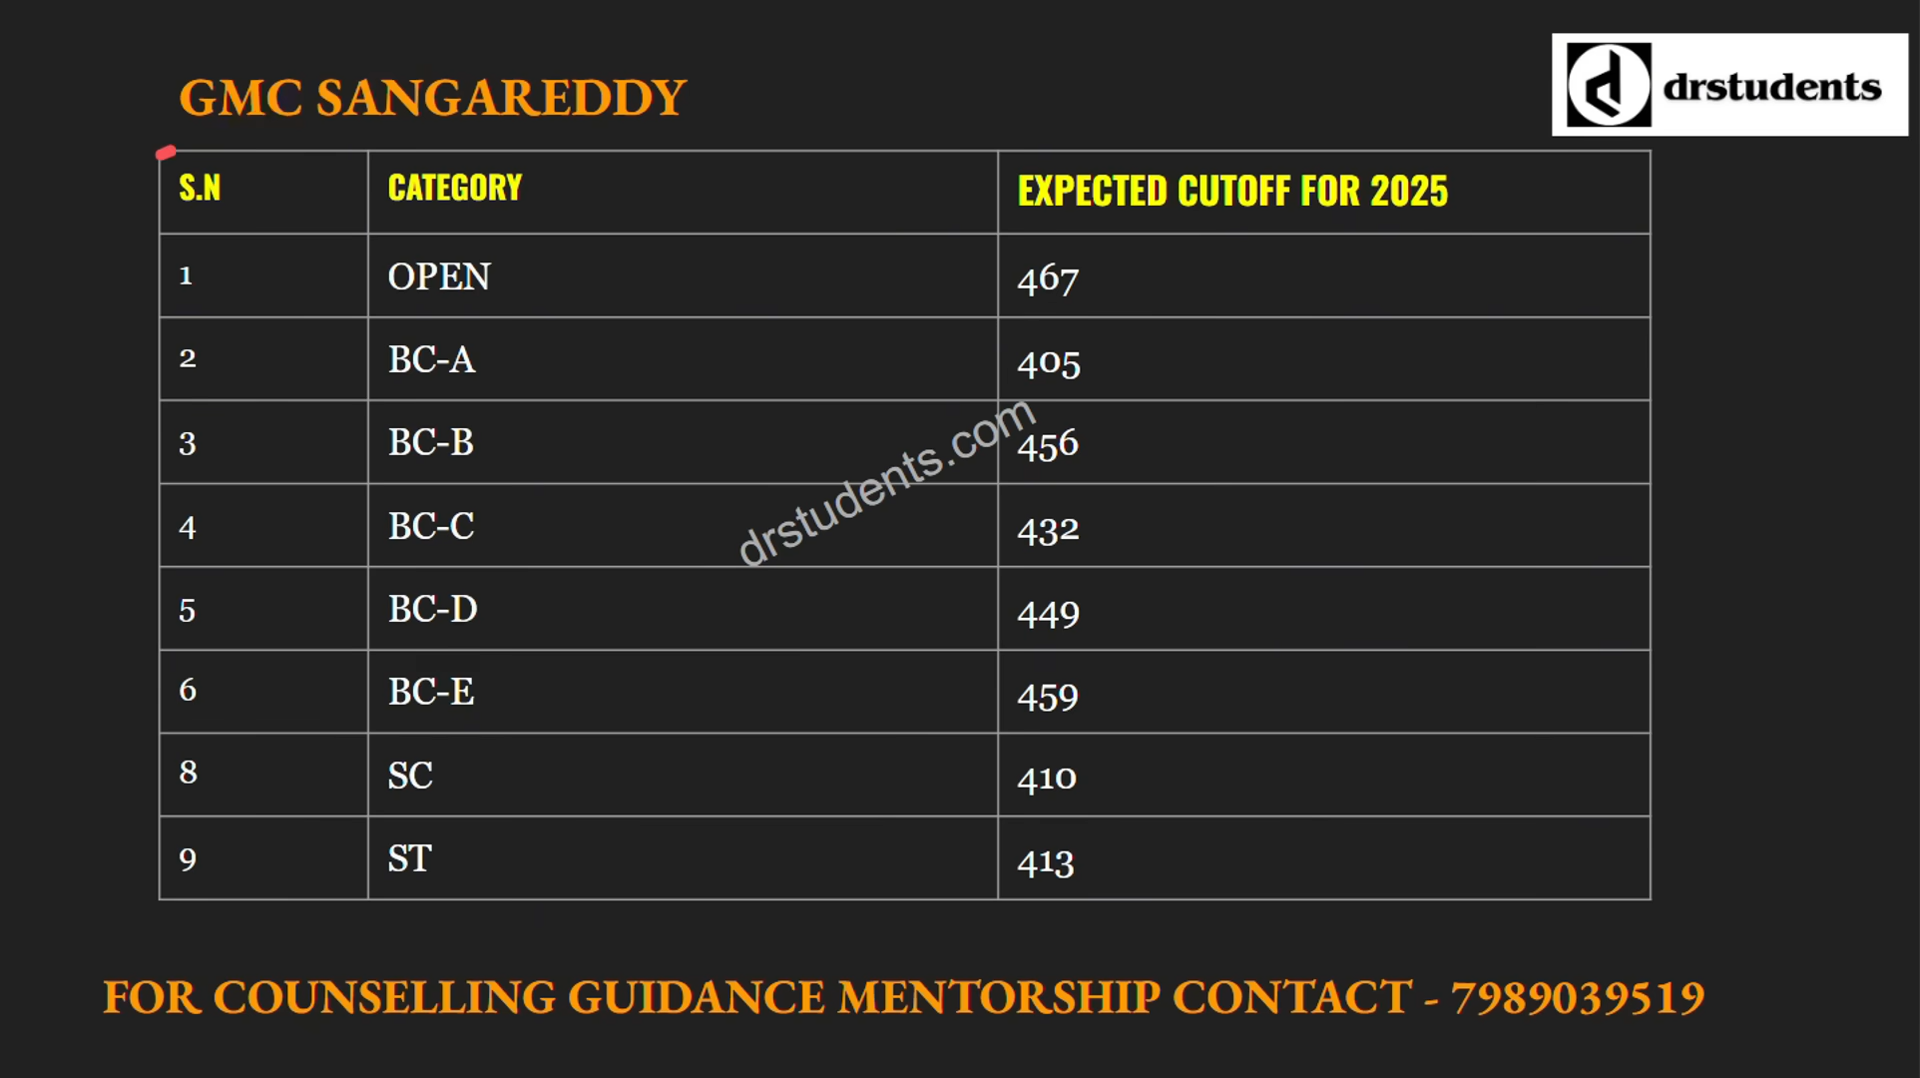 GMC SANGAREDDY
drstudents
S.N CATEGORY EXPECTED CUTOFF FOR 2025
1 OPEN 467
2 BC-A 405
3 BC-B 456
4 BC-C 432
5 BC-D 449
6 BC-E 459
8 SC 410
9 ST 413
drstudents.com
FOR COUNSELLING GUIDANCE MENTORSHIP CONTACT - 7989039519